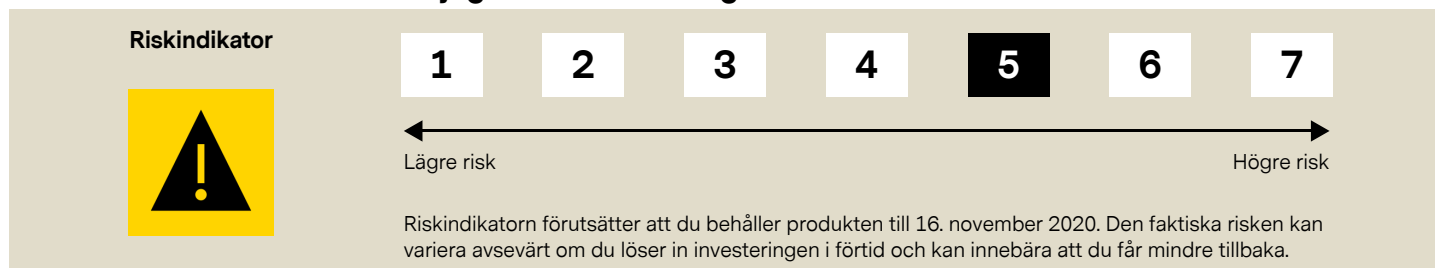 Riskindikator
1 2 3 4 5 6 7
Lägre risk Högre risk
Riskindikatorn förutsätter att du behåller produkten till 16. november 2020. Den faktiska risken kan
variera avsevärt om du löser in investeringen i förtid och kan innebära att du får mindre tillbaka.